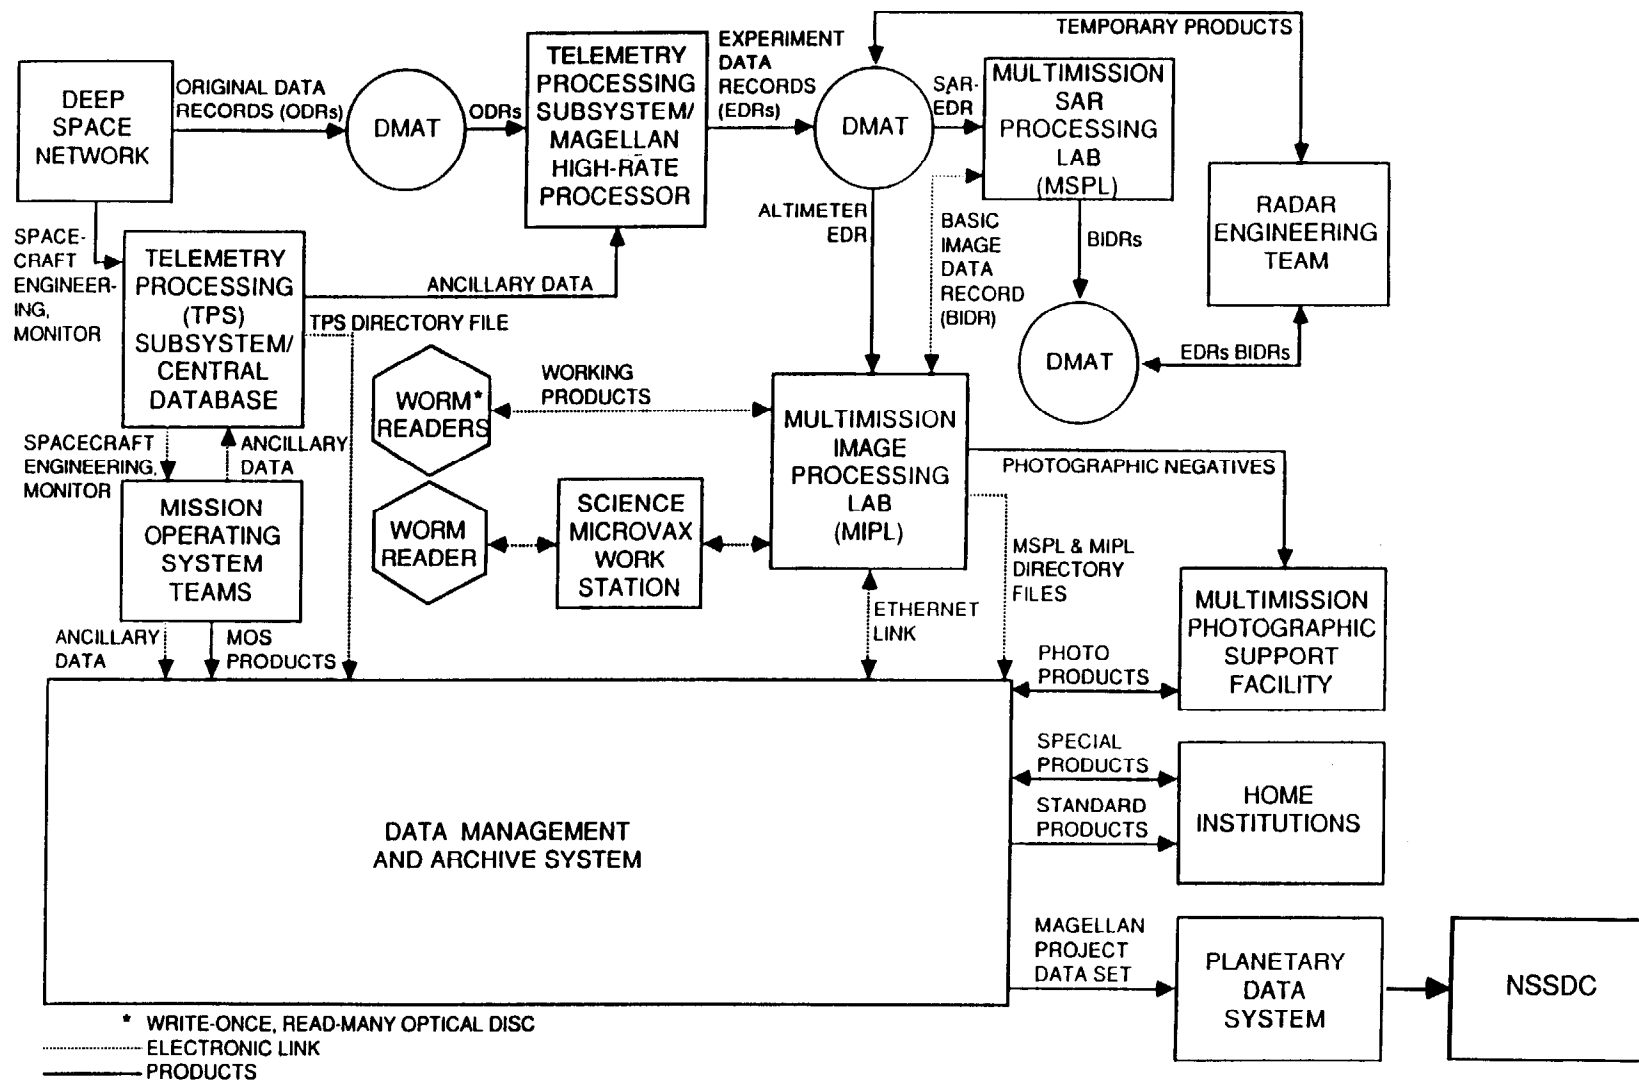 DEEP
SPACE
NETWORK
ORIGINAL DATA
RECORDS (ODRs)
DMAT
ODRs
TELEMETRY
PROCESSING
SUBSYSTEM/
MAGELLAN
HIGH-RATE
PROCESSOR
EXPERIMENT
DATA
RECORDS
(EDRs)
DMAT
TEMPORARY PRODUCTS
SAR-
EDR
MULTIMISSION
SAR
PROCESSING
LAB
(MSPL)
RADAR
ENGINEERING
TEAM
SPACE-
CRAFT
ENGINEER-
ING,
MONITOR
TELEMETRY
PROCESSING
(TPS)
SUBSYSTEM/
CENTRAL
DATABASE
ANCILLARY DATA
TPS DIRECTORY FILE
ALTIMETER
EDR
BASIC
IMAGE
DATA
RECORD
(BIDR)
BIDRs
DMAT
EDRs BIDRs
WORM*
READERS
WORKING
PRODUCTS
MULTIMISSION
IMAGE
PROCESSING
LAB
(MIPL)
PHOTOGRAPHIC NEGATIVES
SPACECRAFT
ENGINEERING,
MONITOR
ANCILLARY
DATA
MISSION
OPERATING
SYSTEM
TEAMS
WORM
READER
SCIENCE
MICROVAX
WORK
STATION
MSPL & MIPL
DIRECTORY
FILES
ETHERNET
LINK
MULTIMISSION
PHOTOGRAPHIC
SUPPORT
FACILITY
ANCILLARY
DATA
MOS
PRODUCTS
PHOTO
PRODUCTS
DATA MANAGEMENT
AND ARCHIVE SYSTEM
SPECIAL
PRODUCTS
STANDARD
PRODUCTS
HOME
INSTITUTIONS
MAGELLAN
PROJECT
DATA SET
PLANETARY
DATA
SYSTEM
NSSDC
* WRITE-ONCE, READ-MANY OPTICAL DISC
ELECTRONIC LINK
PRODUCTS